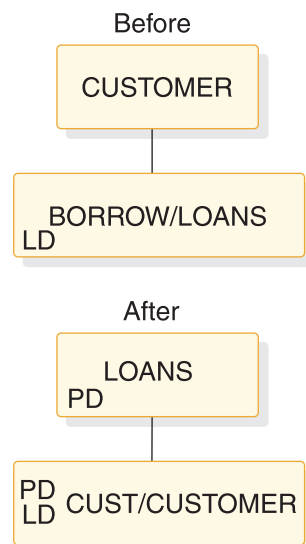 Before
CUSTOMER
BORROW/LOANS
LD
After
LOANS
PD
PD
LD
CUST/CUSTOMER